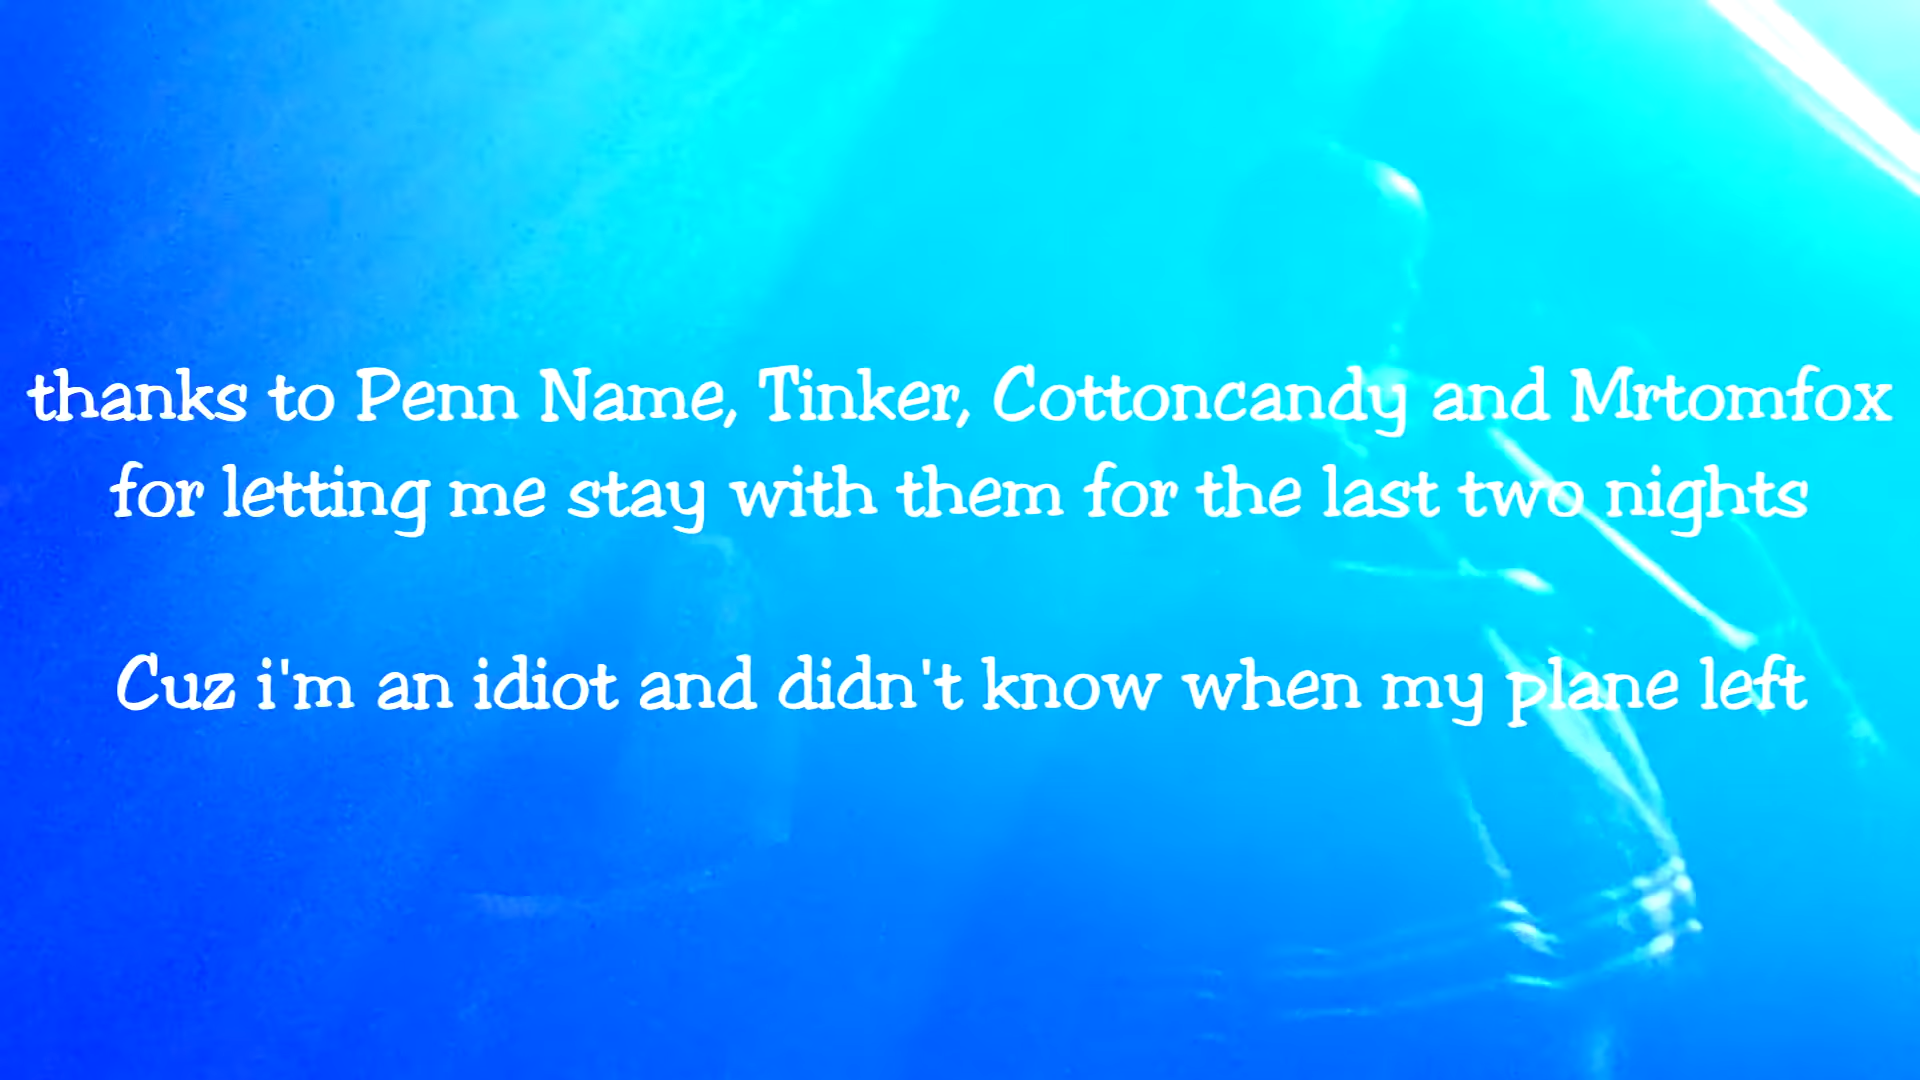 thanks to Penn Name, Tinker, Cottoncandy and Mrtomfox
for letting me stay with them for the last two nights
Cuz i'm an idiot and didn't know when my plane left